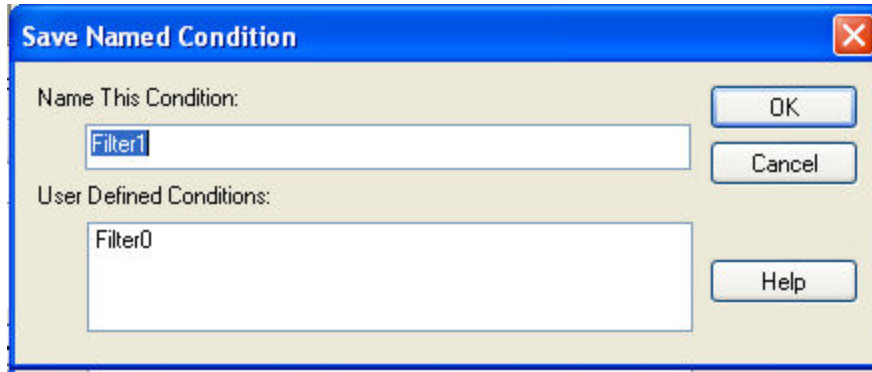 Save Named Condition
Name This Condition:
OK
Filter1
Cancel
User Defined Conditions:
Filter0
Help